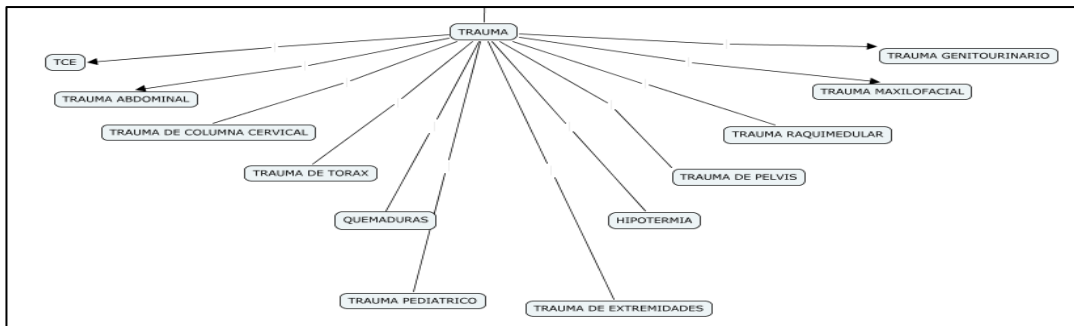 TRAUMA
TCE
TRAUMA GENITOURINARIO
TRAUMA ABDOMINAL
TRAUMA MAXILOFACIAL
TRAUMA DE COLUMNA CERVICAL
TRAUMA RAQUIMEDULAR
TRAUMA DE TORAX
TRAUMA DE PELVIS
QUEMADURAS
HIPOTERMIA
TRAUMA PEDIATRICO
TRAUMA DE EXTREMIDADES